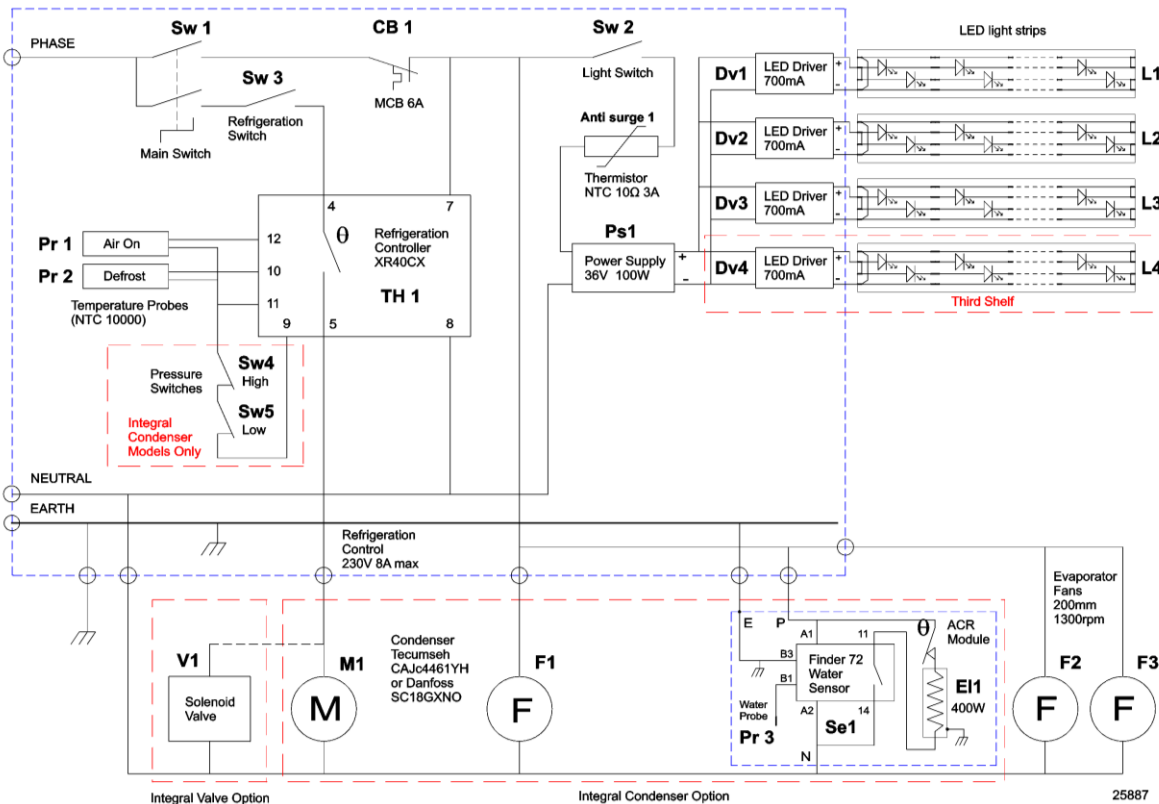 Sw 1
CB 1
Sw 2
LED light strips
PHASE
Sw 3
Light Switch
MCB 6A
Refrigeration
Switch
Main Switch
Anti surge 1
Thermistor
NTC 10Ω 3A
Dv1
LED Driver
700mA
+
-
L1
Dv2
LED Driver
700mA
+
-
L2
Dv3
LED Driver
700mA
+
-
L3
Dv4
LED Driver
700mA
+
-
L4
Third Shelf
Ps1
Power Supply
36V 100W
+
-
4
7
θ
Refrigeration
Controller
XR40CX
TH 1
12
10
11
9
5
8
Pr 1
Air On
Pr 2
Defrost
Temperature Probes
(NTC 10000)
Pressure
Switches
Sw4
High
Sw5
Low
Integral
Condenser
Models Only
NEUTRAL
EARTH
Refrigeration
Control
230V 8A max
Evaporator
Fans
200mm
1300rpm
V1
Solenoid
Valve
M1
M
Condenser
Tecumseh
CAJc4461YH
or Danfoss
SC18GXNO
F1
F
E
P
A1
11
B3
B1
Finder 72
Water
Sensor
A2
14
Water
Probe
Pr 3
Se1
N
θ
ACR
Module
El1
400W
F2
F
F3
F
Integral Valve Option
Integral Condenser Option
25887